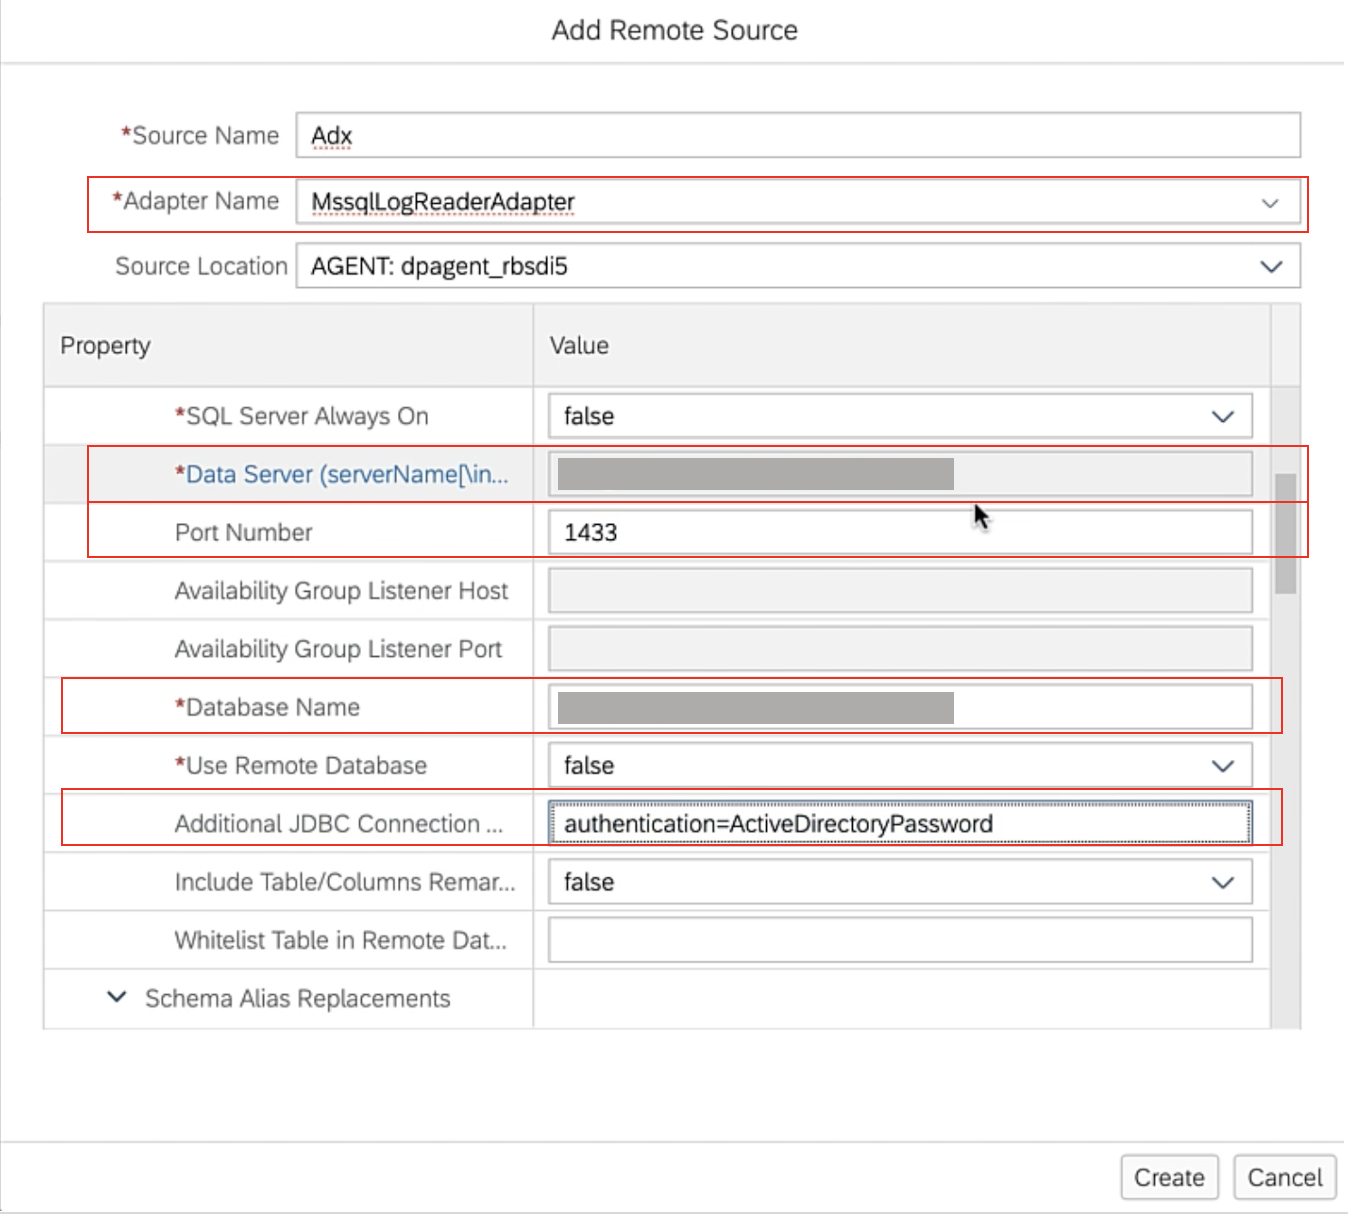 Add Remote Source
*Source Name Adx
*Adapter Name MssqlLogReaderAdapter
Source Location AGENT: dpagent_rbsdi5
Property Value
*SQL Server Always On false
*Data Server (serverName[\in...
Port Number 1433
Availability Group Listener Host
Availability Group Listener Port
*Database Name
*Use Remote Database false
Additional JDBC Connection ... authentication=ActiveDirectoryPassword
Include Table/Columns Remar... false
Whitelist Table in Remote Dat...
Schema Alias Replacements
Create Cancel